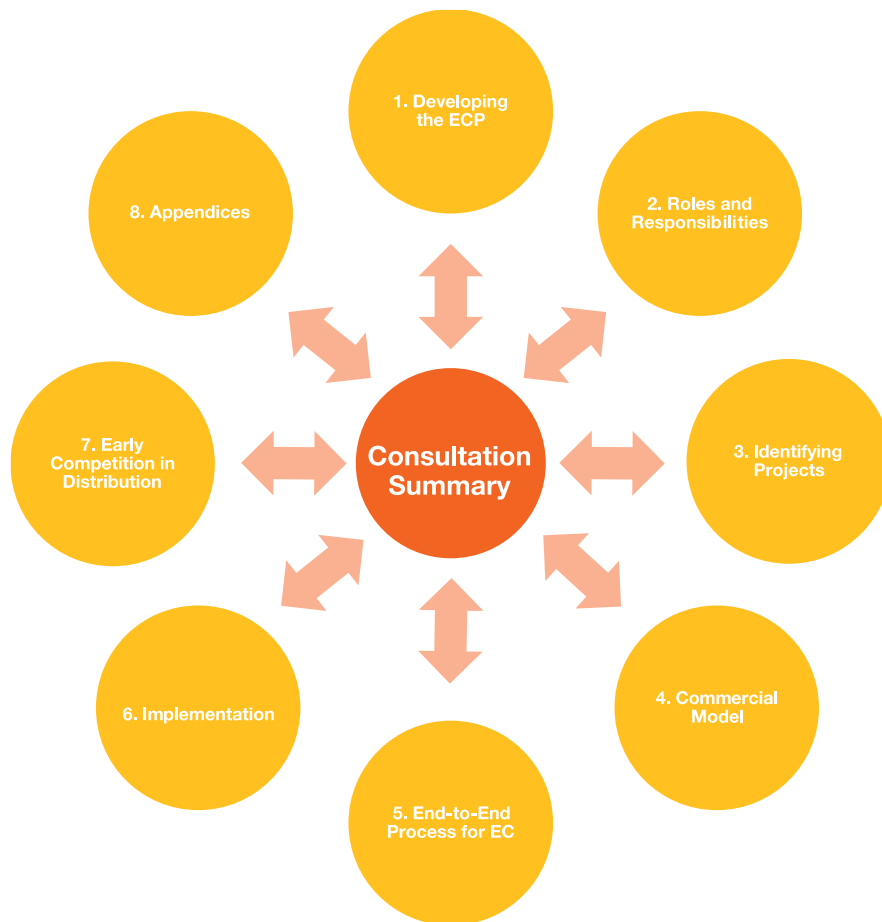 1. Developing
the ECP
2. Roles and
Responsibilities
3. Identifying
Projects
4. Commercial
Model
5. End-to-End
Process for EC
6. Implementation
7. Early
Competition in
Distribution
8. Appendices
Consultation
Summary